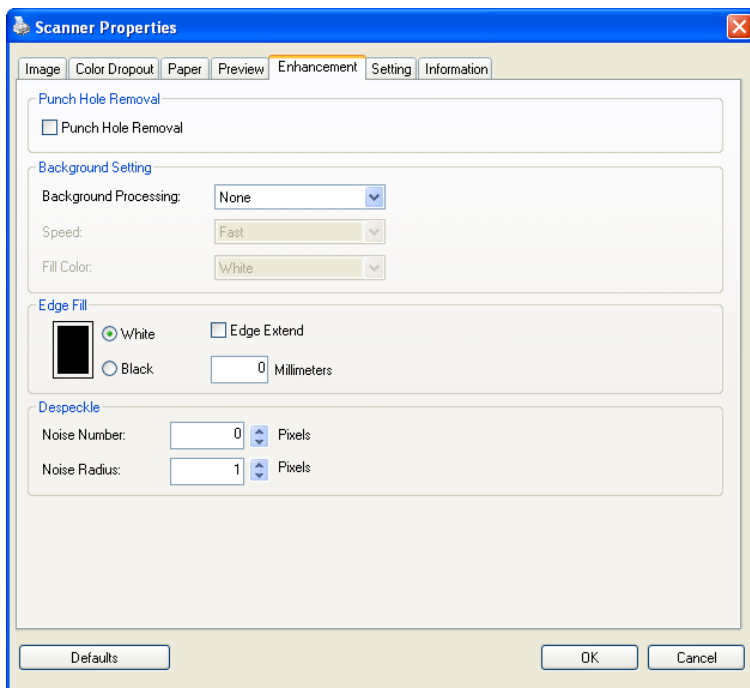 Scanner Properties
Image Color Dropout Paper Preview Enhancement Setting Information
Punch Hole Removal
Punch Hole Removal
Background Setting
Background Processing: None
Speed: Fast
Fill Color: White
Edge Fill
White Edge Extend
Black 0 Millimeters
Despeckle
Noise Number: 0 Pixels
Noise Radius: 1 Pixels
Defaults OK Cancel